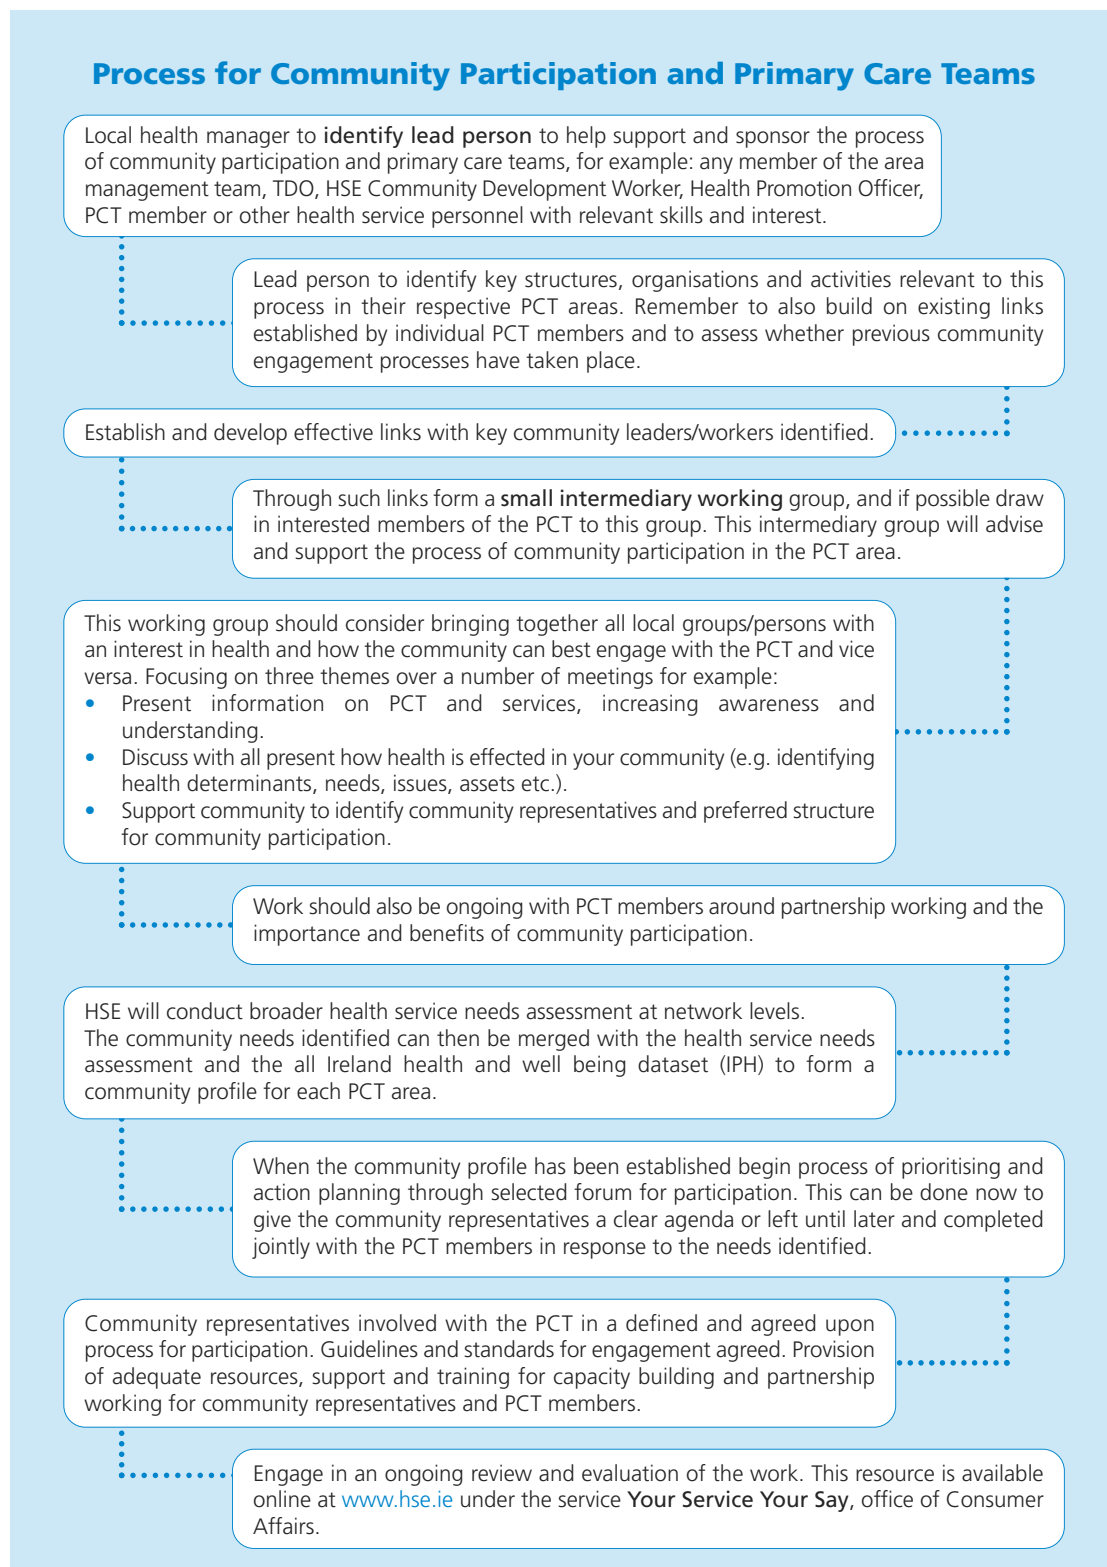 Process for Community Participation and Primary Care Teams
Local health manager to identify lead person to help support and sponsor the process
of community participation and primary care teams, for example: any member of the area
management team, TDO, HSE Community Development Worker, Health Promotion Officer,
PCT member or other health service personnel with relevant skills and interest.
Lead person to identify key structures, organisations and activities relevant to this
process in their respective PCT areas. Remember to also build on existing links
established by individual PCT members and to assess whether previous community
engagement processes have taken place.
Establish and develop effective links with key community leaders/workers identified.
Through such links form a small intermediary working group, and if possible draw
in interested members of the PCT to this group. This intermediary group will advise
and support the process of community participation in the PCT area.
This working group should consider bringing together all local groups/persons with
an interest in health and how the community can best engage with the PCT and vice
versa. Focusing on three themes over a number of meetings for example:
• Present information on PCT and services, increasing awareness and
understanding.
• Discuss with all present how health is effected in your community (e.g. identifying
health determinants, needs, issues, assets etc.).
• Support community to identify community representatives and preferred structure
for community participation.
Work should also be ongoing with PCT members around partnership working and the
importance and benefits of community participation.
HSE will conduct broader health service needs assessment at network levels.
The community needs identified can then be merged with the health service needs
assessment and the all Ireland health and well being dataset (IPH) to form a
community profile for each PCT area.
When the community profile has been established begin process of prioritising and
action planning through selected forum for participation. This can be done now to
give the community representatives a clear agenda or left until later and completed
jointly with the PCT members in response to the needs identified.
Community representatives involved with the PCT in a defined and agreed upon
process for participation. Guidelines and standards for engagement agreed. Provision
of adequate resources, support and training for capacity building and partnership
working for community representatives and PCT members.
Engage in an ongoing review and evaluation of the work. This resource is available
online at www.hse.ie under the service Your Service Your Say, office of Consumer
Affairs.